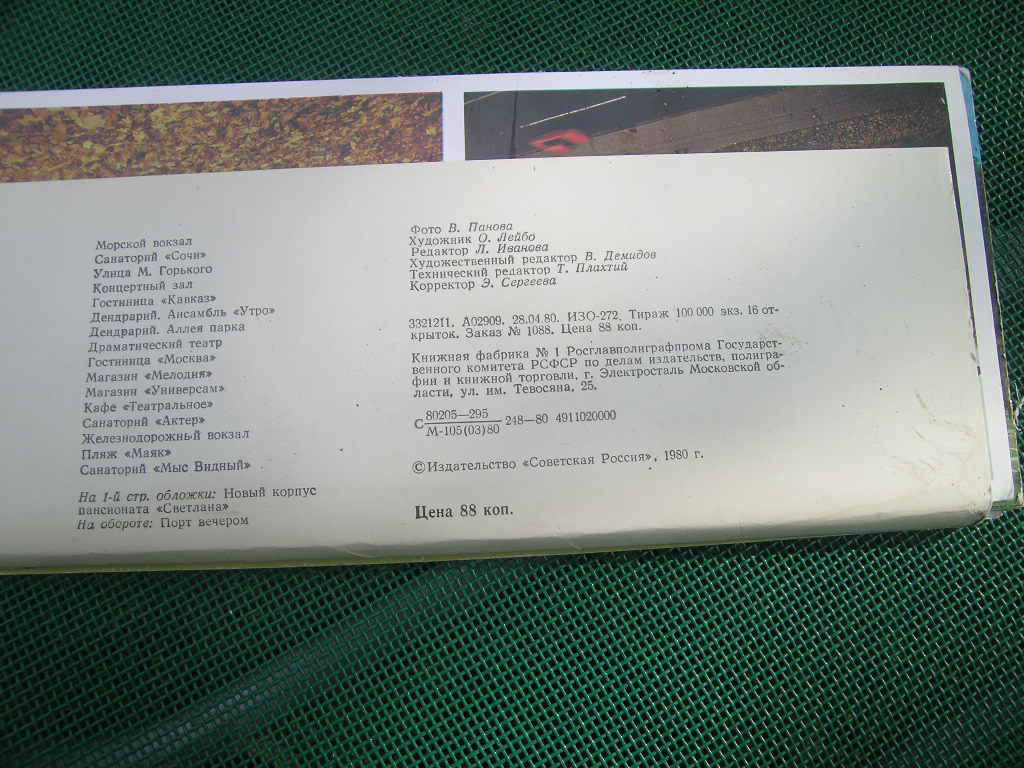 Морской вокзал
Санаторий «Сочи»
Улица М. Горького
Концертный зал
Гостиница «Кавказ»
Дендрарий. Ансамбль «Утро»
Дендрарий. Аллея парка
Драматический театр
Гостиница «Москва»
Магазин «Мелодия»
Магазин «Универсам»
Кафе «Театральное»
Санаторий «Актер»
Железнодорожный вокзал
Пляж «Маяк»
Санаторий «Мыс Видный»
На 1-й стр. обложки: Новый корпус
пансионата «Светлана»
На обороте: Порт вечером
Фото В. Панова
Художник О. Лейбо
Редактор Л. Иванова
Художественный редактор В. Демидов
Технический редактор Т. Плахтий
Корректор Э. Сергеева
3321211. А02909. 28.04.80. ИЗО-272. Тираж 100 000 экз. 16 от-
крыток. Заказ № 1088. Цена 88 коп.
Книжная фабрика № 1 Росглавполиграфпрома Государст-
венного комитета РСФСР по делам издательств, полигра-
фии и книжной торговли, г. Электросталь Московской об-
ласти, ул. им. Тевосяна, 25.
С 80205—295 / М-105(03)80 248—80 4911020000
© Издательство «Советская Россия», 1980 г.
Цена 88 коп.